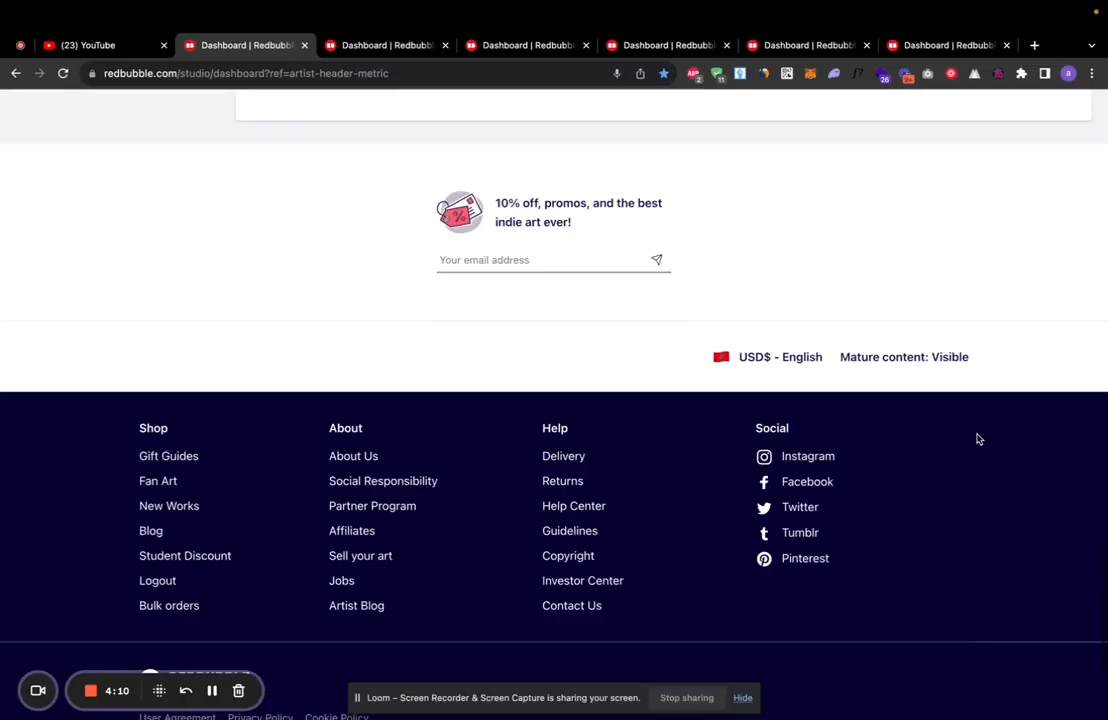 (23) YouTube
Dashboard | Redbubbl
Dashboard | Redbubbl
Dashboard | Redbubbl
Dashboard | Redbubbl
Dashboard | Redbubbl
Dashboard | Redbubbl
redbubble.com/studio/dashboard?ref=artist-header-metric
2
11
26
10% off, promos, and the best
indie art ever!
Your email address
USD$ - English
Mature content: Visible
Shop
Gift Guides
Fan Art
New Works
Blog
Student Discount
Logout
Bulk orders
About
About Us
Social Responsibility
Partner Program
Affiliates
Sell your art
Jobs
Artist Blog
Help
Delivery
Returns
Help Center
Guidelines
Copyright
Investor Center
Contact Us
Social
Instagram
Facebook
Twitter
Tumblr
Pinterest
4:10
Loom – Screen Recorder & Screen Capture is sharing your screen.
Stop sharing
Hide
User Agreement
Privacy Policy
Cookie Policy